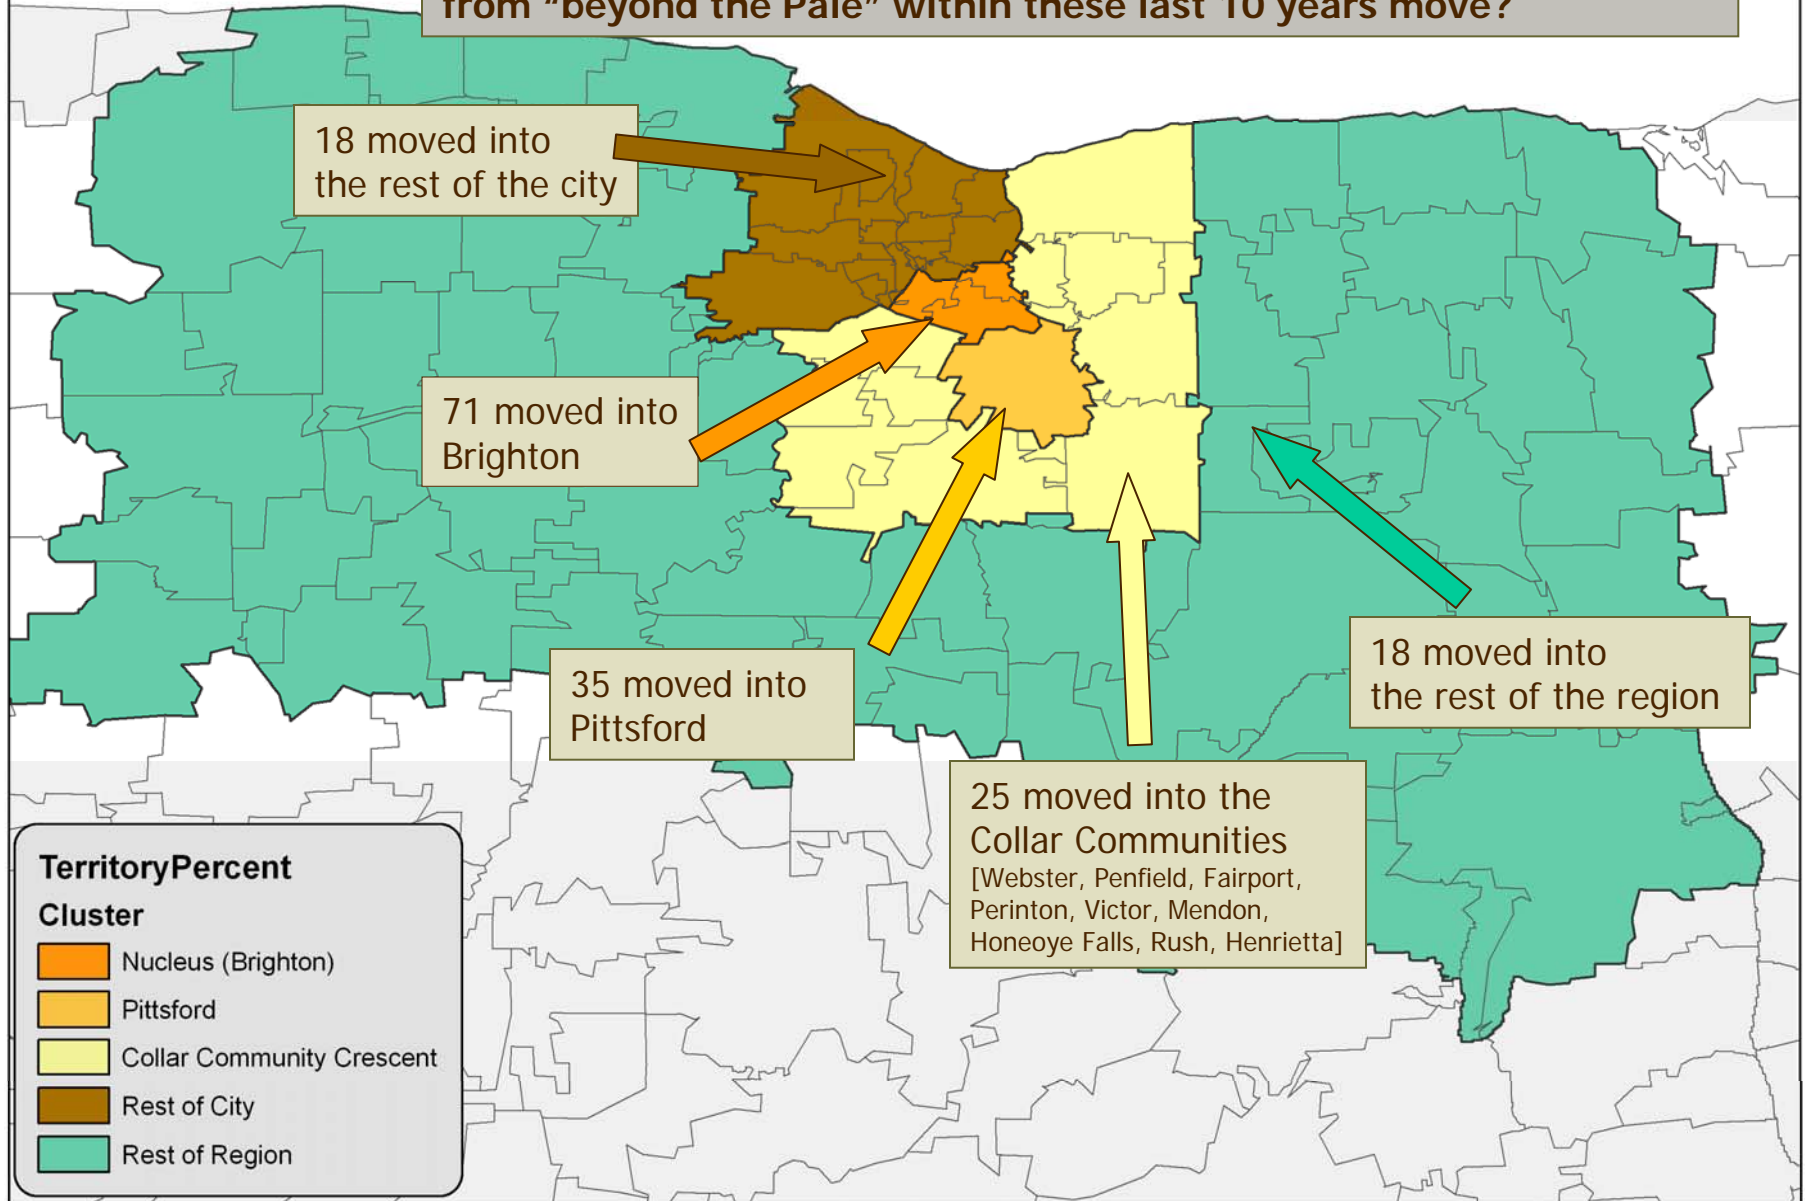 from “beyond the Pale” within these last 10 years move?
18 moved into
the rest of the city
71 moved into
Brighton
35 moved into
Pittsford
18 moved into
the rest of the region
25 moved into the
Collar Communities
[Webster, Penfield, Fairport,
Perinton, Victor, Mendon,
Honeoye Falls, Rush, Henrietta]
TerritoryPercent
Cluster
Nucleus (Brighton)
Pittsford
Collar Community Crescent
Rest of City
Rest of Region